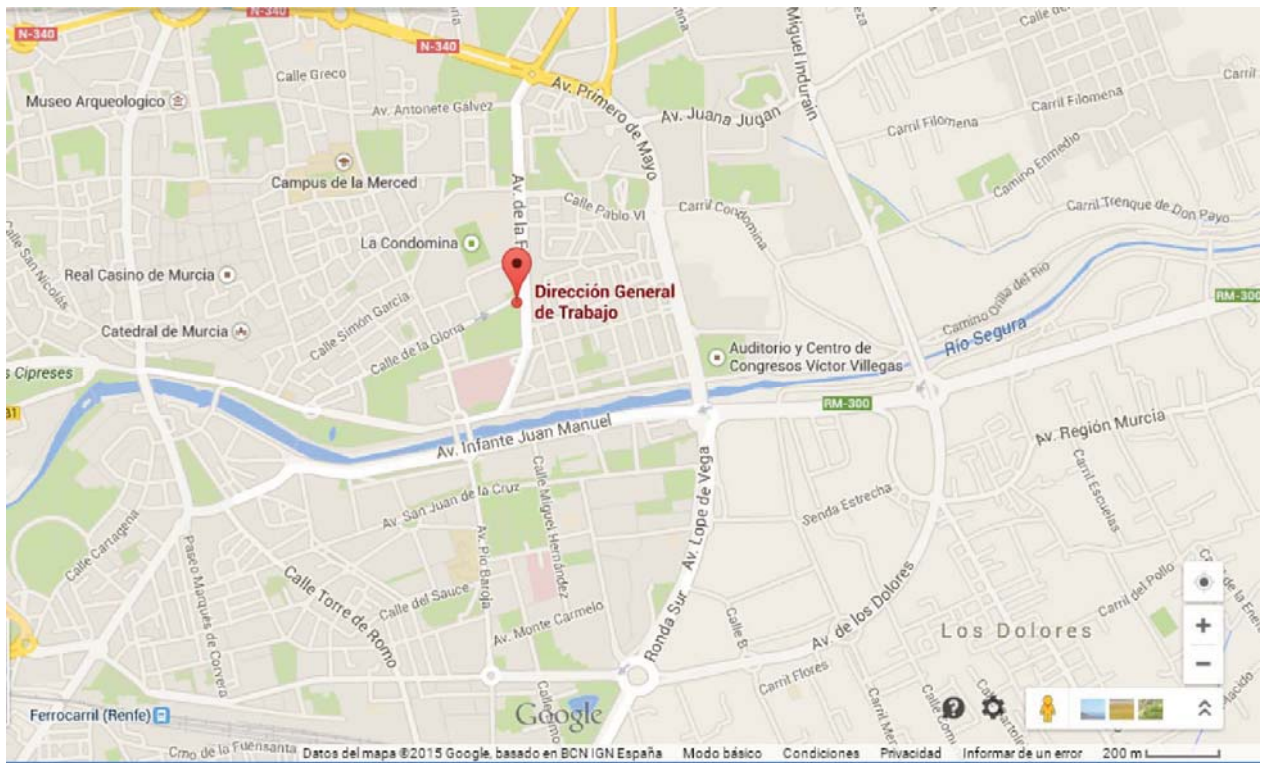 N-340
N-340
Calle Greco
Museo Arqueologico
Av. Antonete Gálvez
Av. Primero de Mayo
Av. Juana Jugan
Miguel Indurain
Carril Filomena
Carril Filomena
Carril
Camino Enmedio
Campus de la Merced
Calle Pablo VI
Carril Condomina
Carril Trenque de Don Payo
Av. de la F
La Condomina
Calle San Nicolás
Real Casino de Murcia
Dirección General
de Trabajo
Camino Orilla del Rio
RM-300
Catedral de Murcia
Calle Simón García
Calle de la Gloria
Río Segura
Auditorio y Centro de
Congresos Víctor Villegas
s Cipreses
RM-300
Av. Infante Juan Manuel
Av. Región Murcia
Calle Miguel Hernández
Av. Lope de Vega
Carril Escuelas
Av. San Juan de la Cruz
Senda Estrecha
Calle Cartagena
Av. Pío Baroja
Paseo Marqués de Corvera
Calle Torre de Romo
Calle del Sauce
Av. Monte Carmelo
Ronda Sur
Calle B
Av. de los Dolores
Los Dolores
Carril del Pollo
Carril Flores
Ferrocarril (Renfe)
Google
Cmo de la Fuensanta
Datos del mapa ©2015 Google, basado en BCN IGN España Modo básico Condiciones Privacidad Informar de un error 200 m